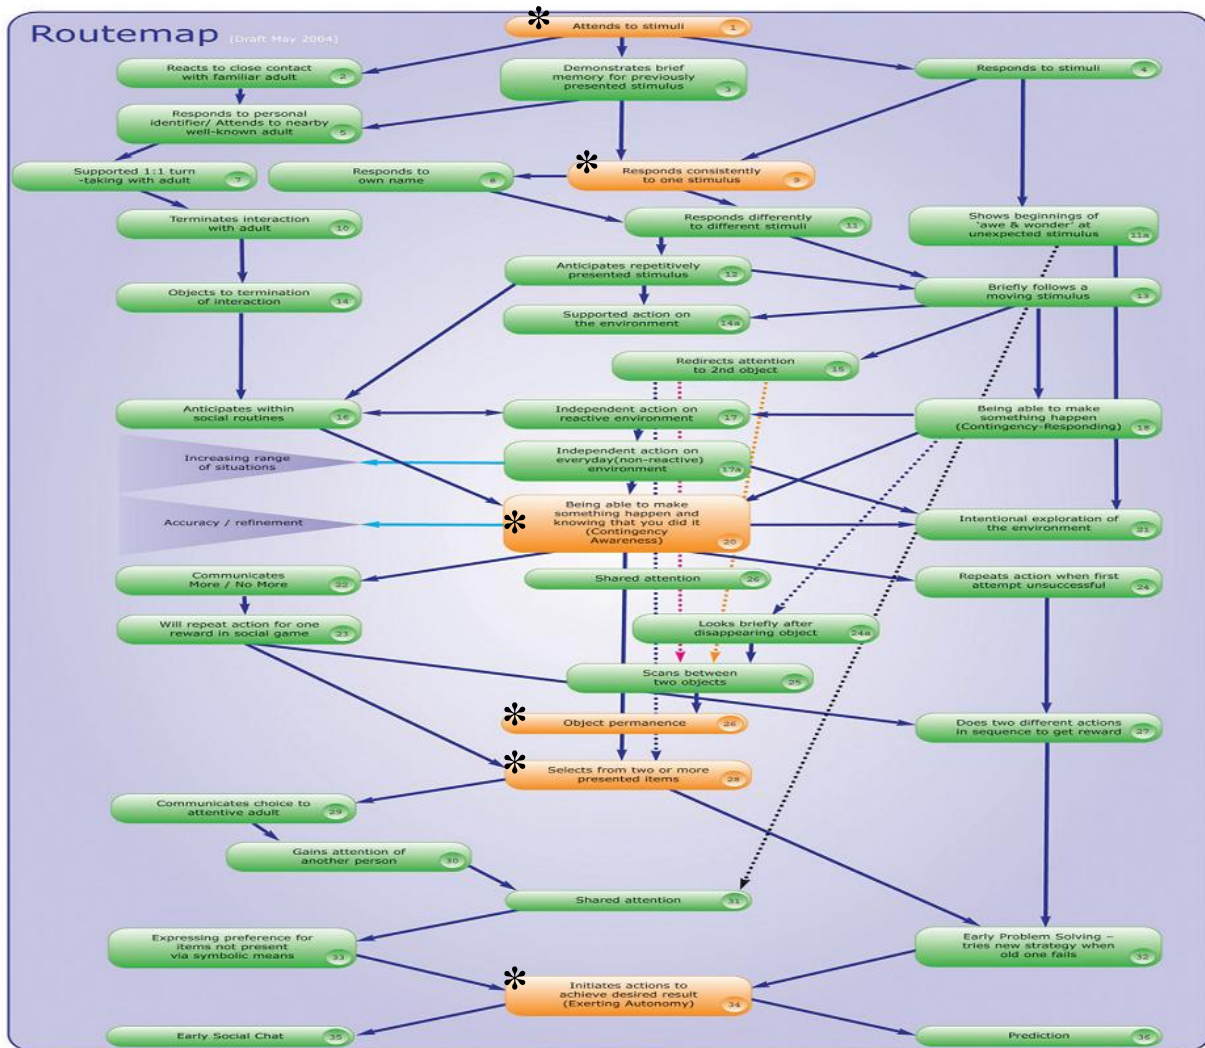 Routemap [Draft May 2004]
* Attends to stimuli 1
Reacts to close contact
with familiar adult 2
Demonstrates brief
memory for previously
presented stimulus 3
Responds to stimuli 4
Responds to personal
identifier/ Attends to nearby
well-known adult 5
Supported 1:1 turn
-taking with adult 7
Responds to
own name 8
* Responds consistently
to one stimulus 9
Terminates interaction
with adult 10
Responds differently
to different stimuli 11
Shows beginnings of
'awe & wonder' at
unexpected stimulus 11a
Anticipates repetitively
presented stimulus 12
Briefly follows a
moving stimulus 13
Objects to termination
of interaction 14
Supported action on
the environment 14a
Redirects attention
to 2nd object 15
Anticipates within
social routines 16
Independent action on
reactive environment 17
Being able to make
something happen
(Contingency-Responding) 18
Increasing range
of situations
Independent action on
everyday(non-reactive)
environment 17a
Accuracy / refinement
* Being able to make
something happen and
knowing that you did it
(Contingency
Awareness) 20
Intentional exploration of
the environment 21
Communicates
More / No More 22
Shared attention 26
Repeats action when first
attempt unsuccessful 24
Will repeat action for one
reward in social game 23
Looks briefly after
disappearing object 24a
Scans between
two objects 25
* Object permanence 26
Does two different actions
in sequence to get reward 27
* Selects from two or more
presented items 28
Communicates choice to
attentive adult 29
Gains attention of
another person 30
Shared attention 31
Expressing preference for
items not present
via symbolic means 33
Early Problem Solving –
tries new strategy when
old one fails 32
* Initiates actions to
achieve desired result
(Exerting Autonomy) 34
Early Social Chat 35
Prediction 36